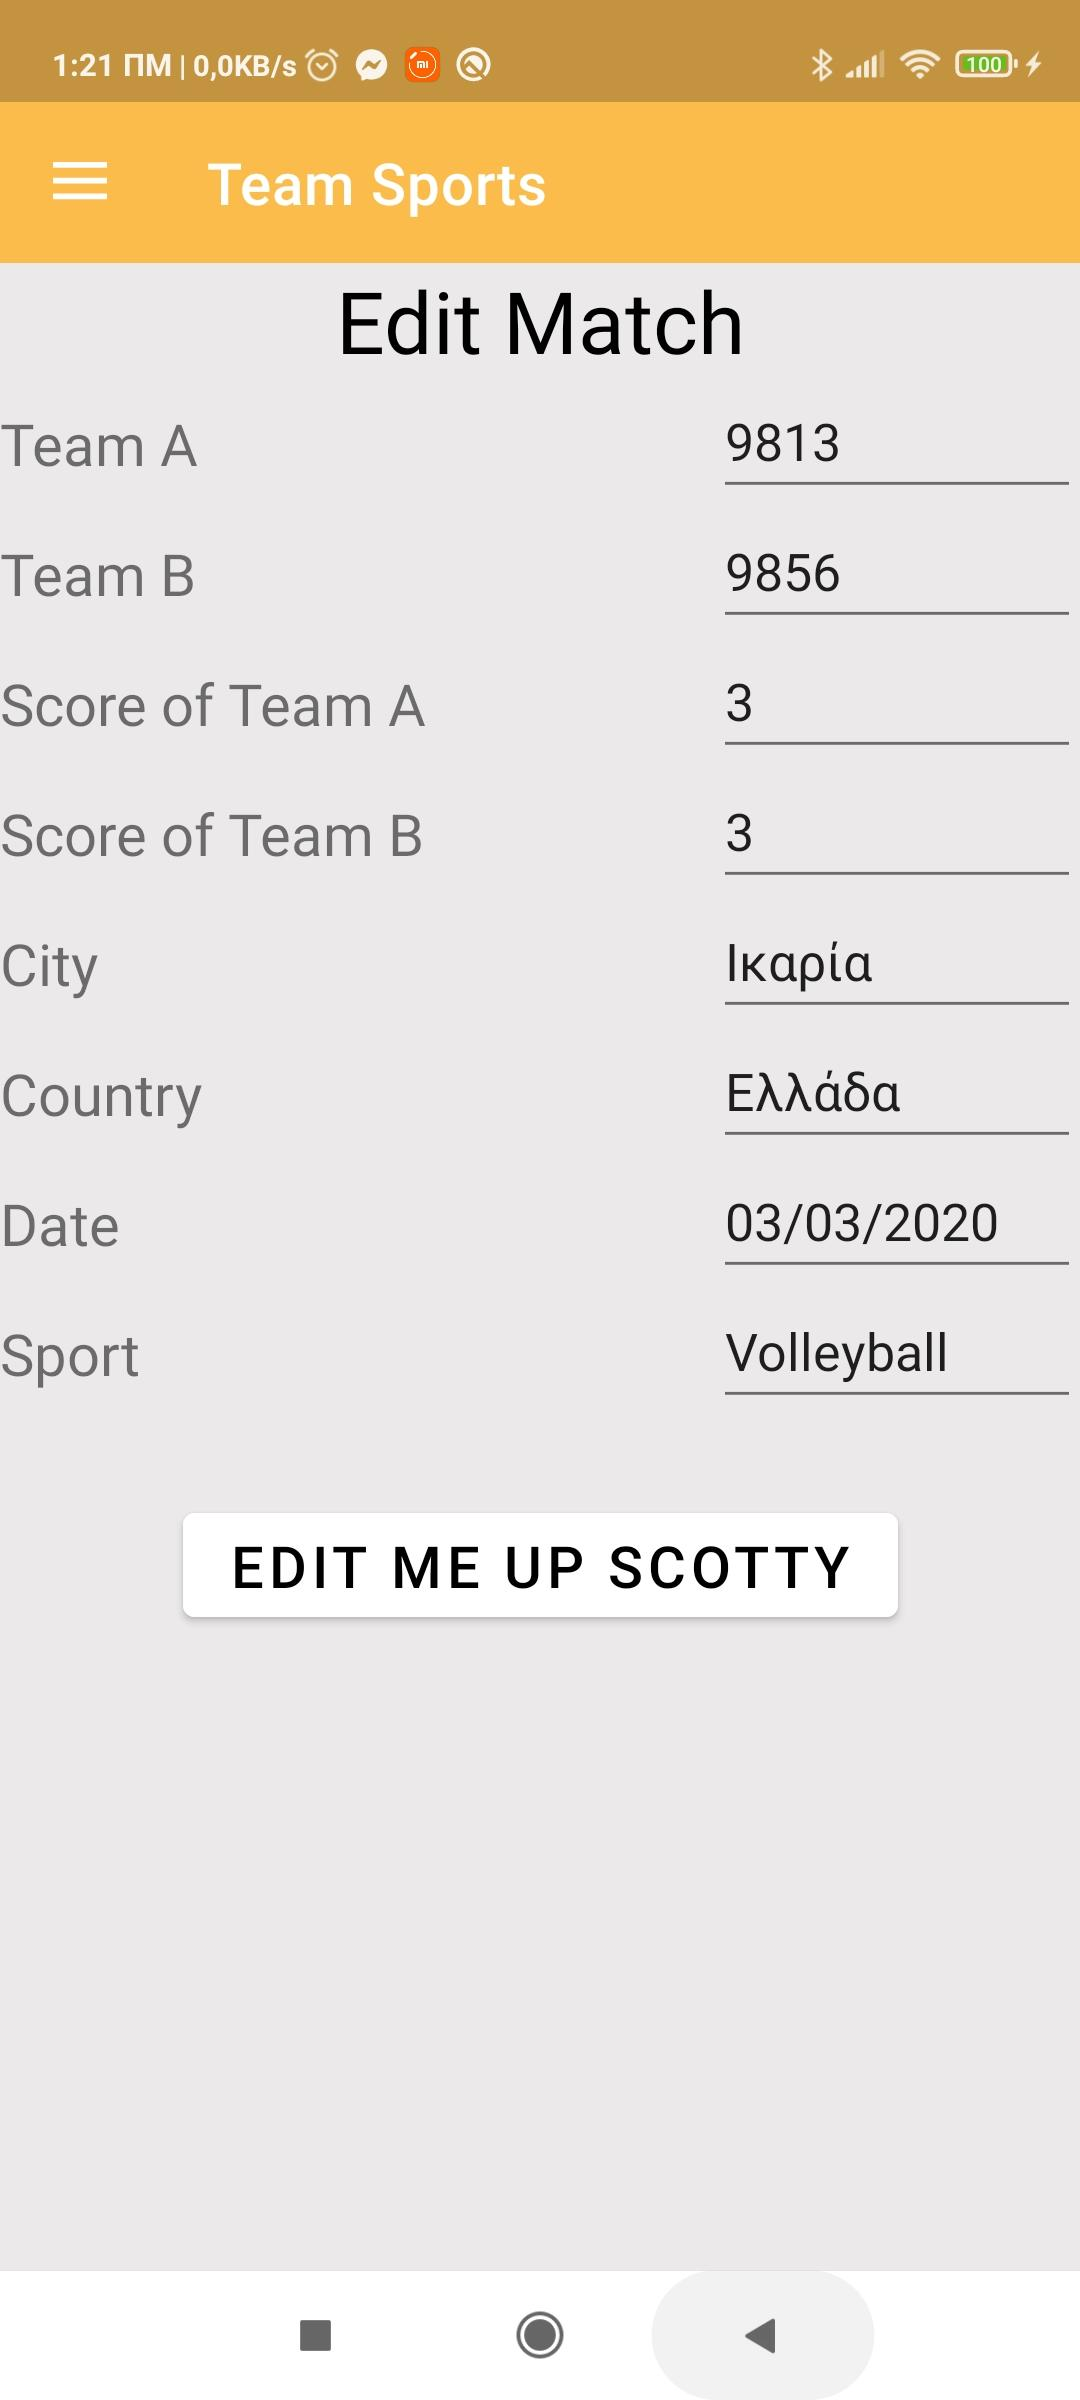 1:21 ΠΜ | 0,0KB/s
100
Team Sports
Edit Match
Team A 9813
Team B 9856
Score of Team A 3
Score of Team B 3
City Ικαρία
Country Ελλάδα
Date 03/03/2020
Sport Volleyball
EDIT ME UP SCOTTY